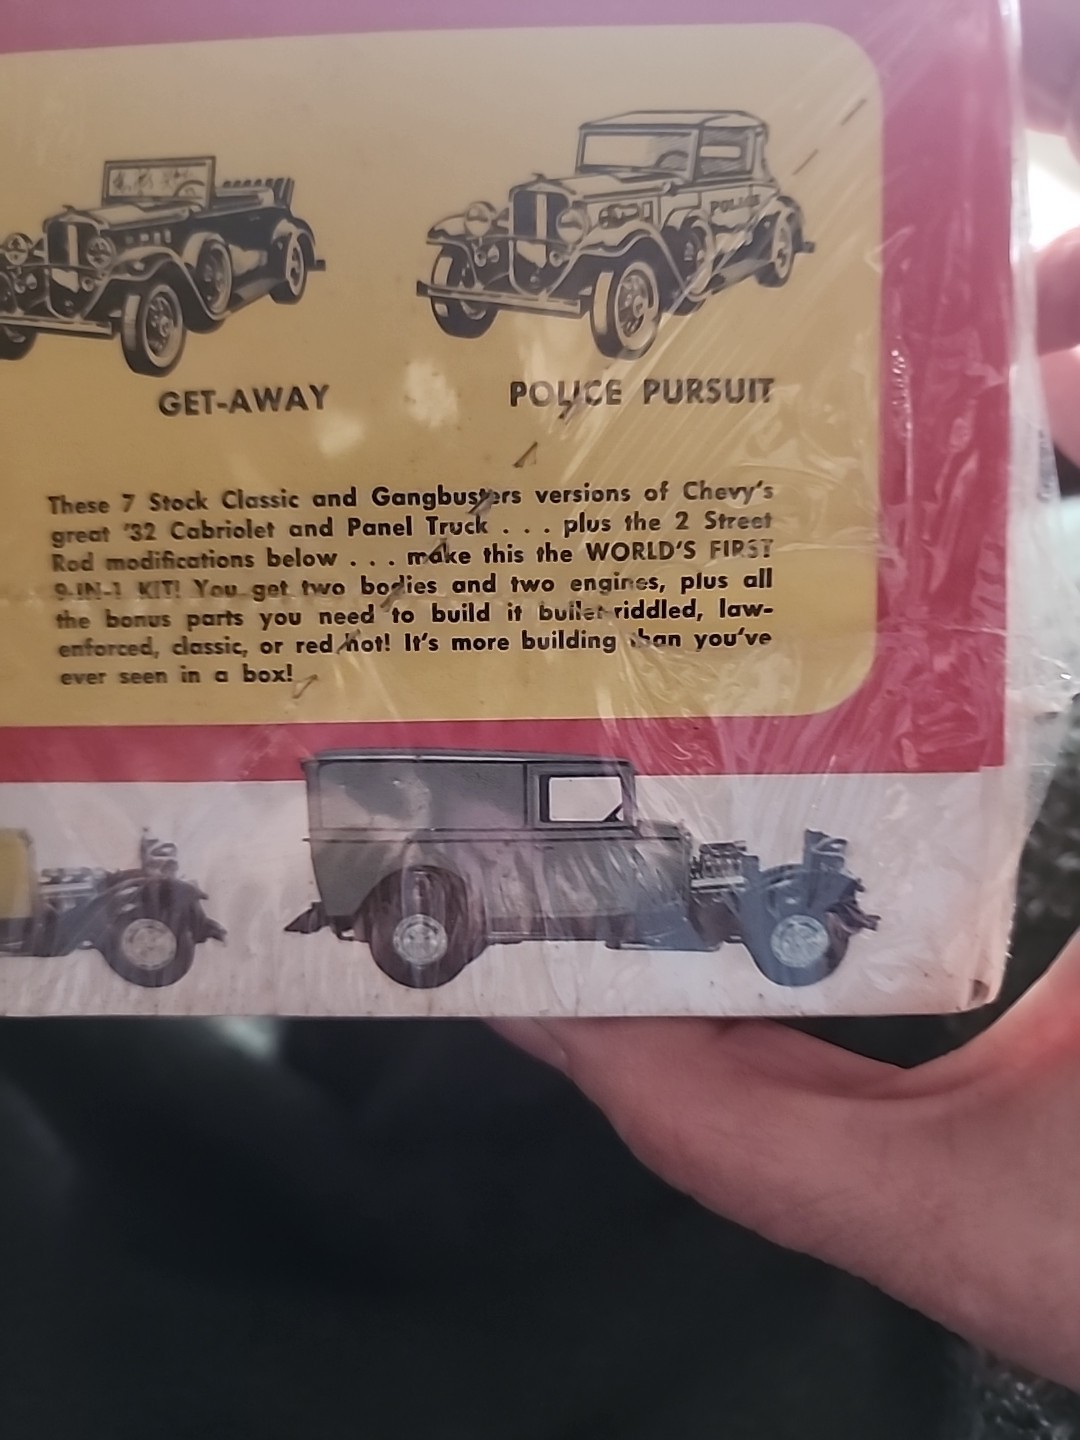 POLICE
GET-AWAY
POLICE PURSUIT
These 7 Stock Classic and Gangbusters versions of Chevy's
great '32 Cabriolet and Panel Truck . . . plus the 2 Street
Rod modifications below . . . make this the WORLD'S FIRST
9-IN-1 KIT! You get two bodies and two engines, plus all
the bonus parts you need to build it bullet-riddled, law-
enforced, classic, or red hot! It's more building than you've
ever seen in a box!